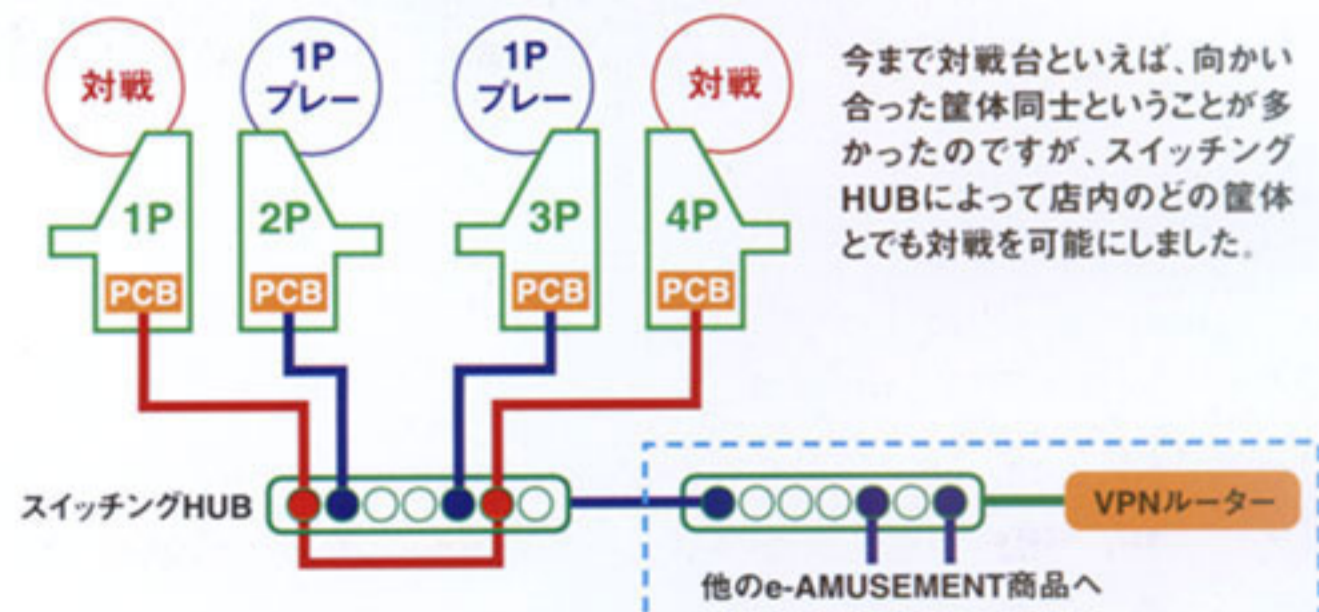 対戦
1P
プレー
1P
プレー
対戦
今まで対戦台といえば、向かい
合った筐体同士ということが多
かったのですが、スイッチング
HUBによって店内のどの筐体
とでも対戦を可能にしました。
1P
2P
3P
4P
PCB
PCB
PCB
PCB
スイッチングHUB
VPNルーター
他のe-AMUSEMENT商品へ